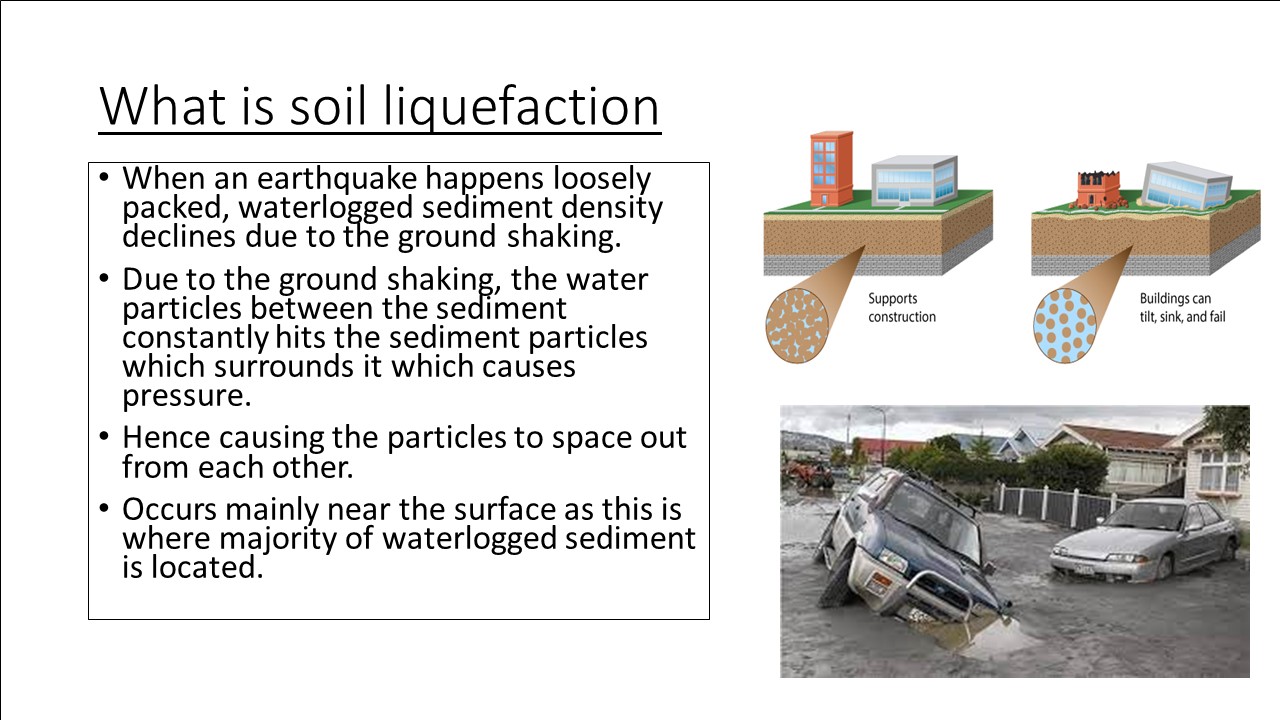 What is soil liquefaction
• When an earthquake happens loosely
packed, waterlogged sediment density
declines due to the ground shaking.
• Due to the ground shaking, the water
particles between the sediment
constantly hits the sediment particles
which surrounds it which causes
pressure.
• Hence causing the particles to space out
from each other.
• Occurs mainly near the surface as this is
where majority of waterlogged sediment
is located.
Supports
construction
Buildings can
tilt, sink, and fail